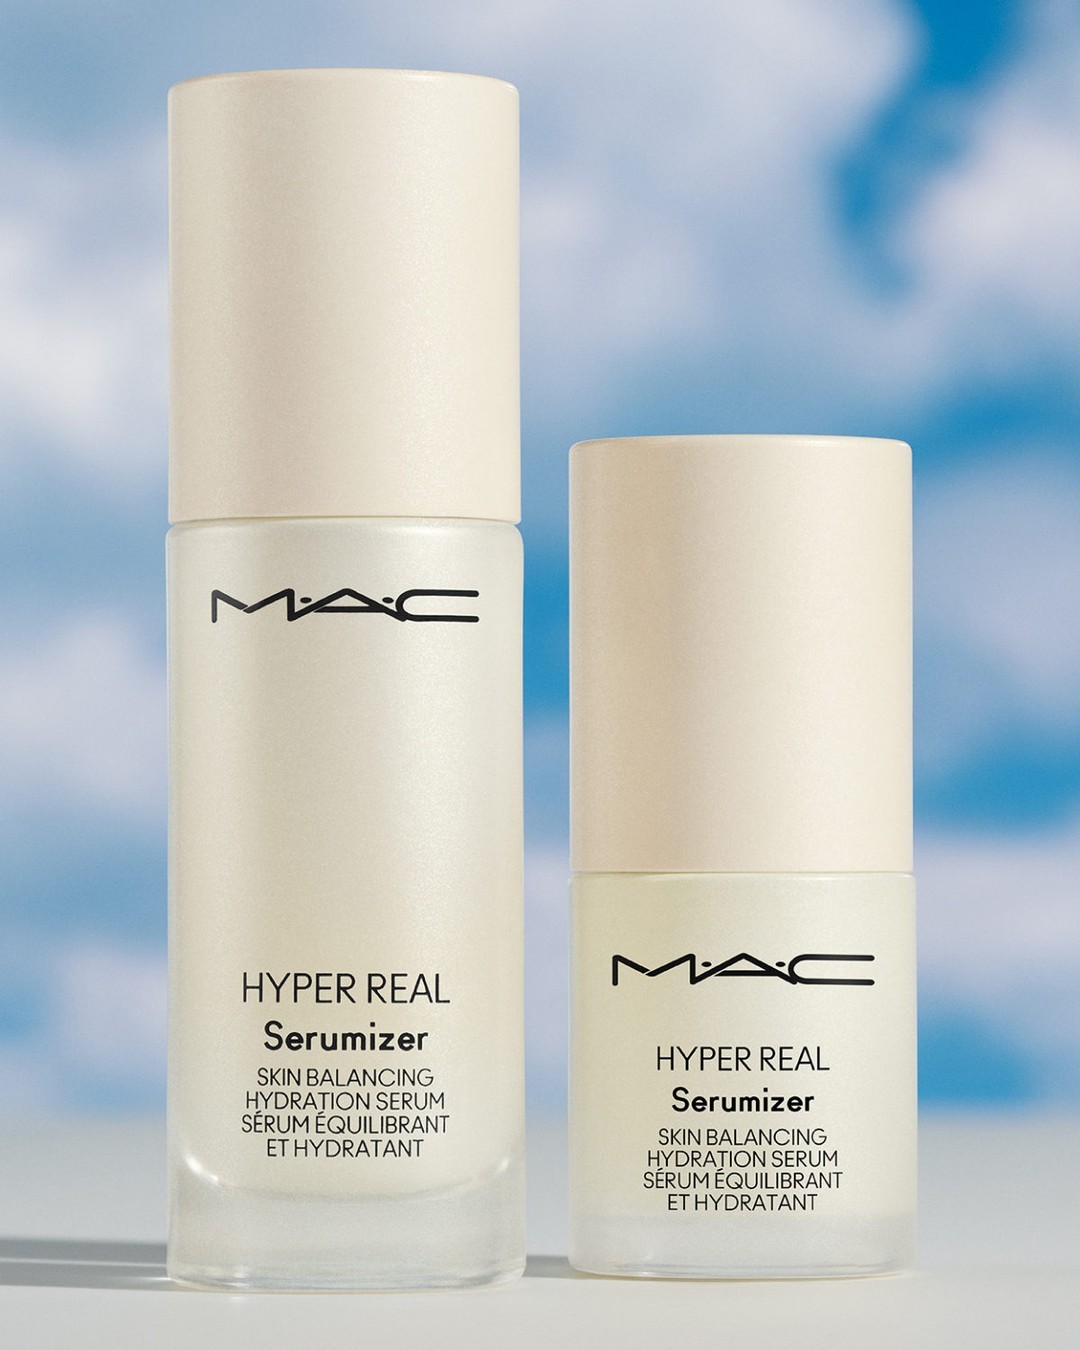 M·A·C
HYPER REAL
Serumizer
SKIN BALANCING
HYDRATION SERUM
SÉRUM ÉQUILIBRANT
ET HYDRATANT
M·A·C
HYPER REAL
Serumizer
SKIN BALANCING
HYDRATION SERUM
SÉRUM ÉQUILIBRANT
ET HYDRATANT